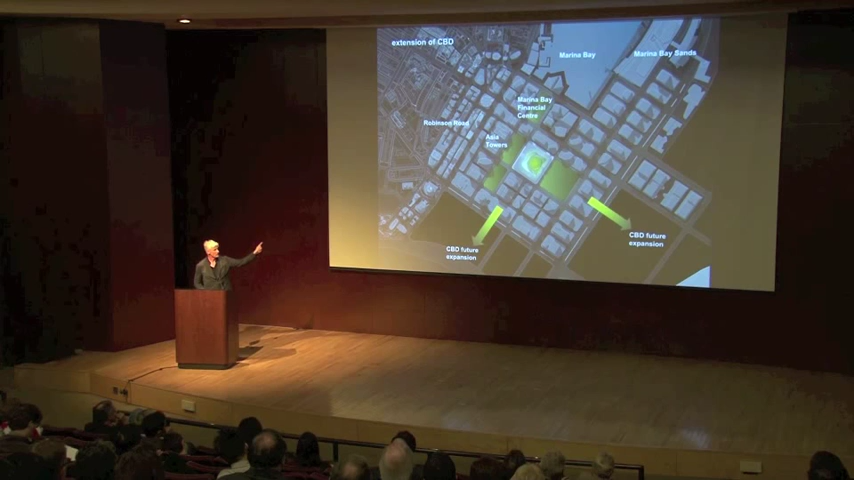 extension of CBD
Marina Bay
Marina Bay Sands
Marina Bay
Financial
Centre
Robinson Road
Asia
Towers
CBD future
expansion
CBD future
expansion